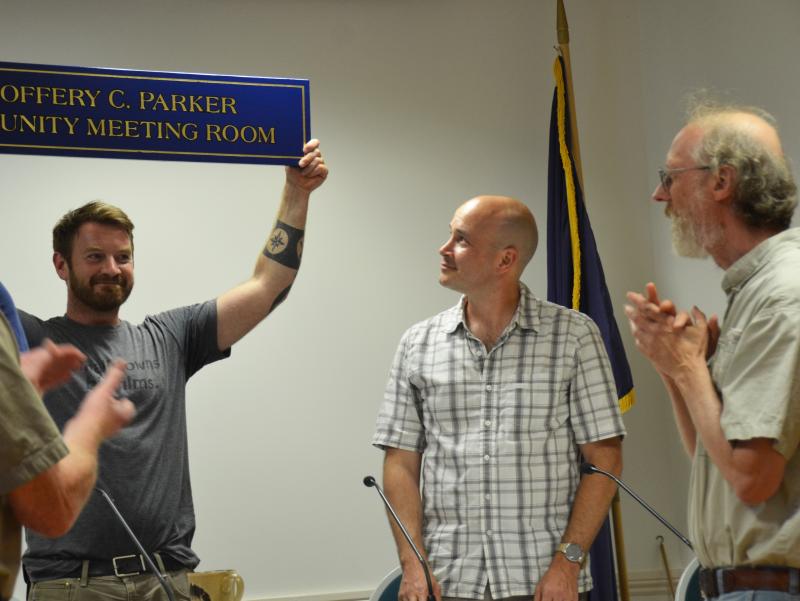 OFFERY C. PARKER
UNITY MEETING ROOM